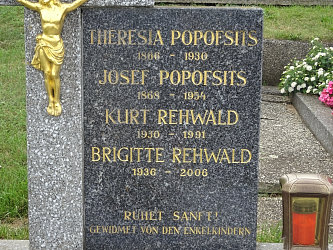 THERESIA POPOFSITS
1866 - 1930
JOSEF POPOFSITS
1868 - 1954
KURT REHWALD
1930 - 1991
BRIGITTE REHWALD
1936 - 2006
RUHET SANFT!
GEWIDMET VON DEN ENKELKINDERN